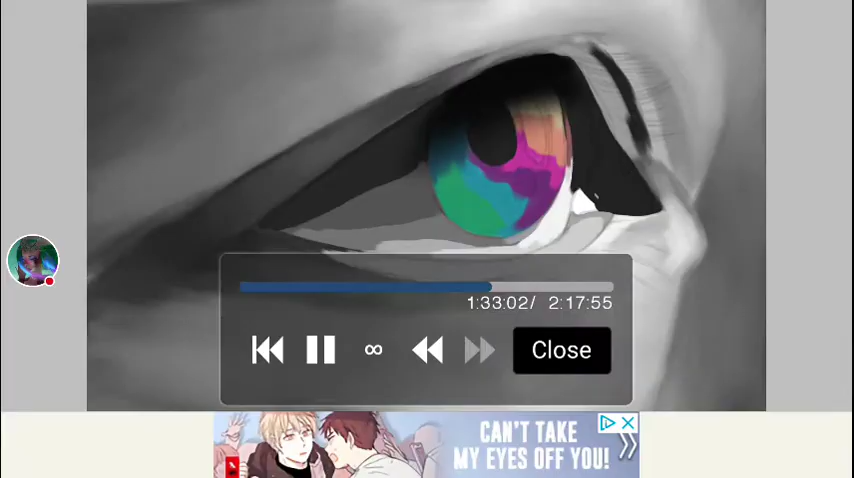 1:33:02/ 2:17:55
∞
Close
CAN'T TAKE
MY EYES OFF YOU!